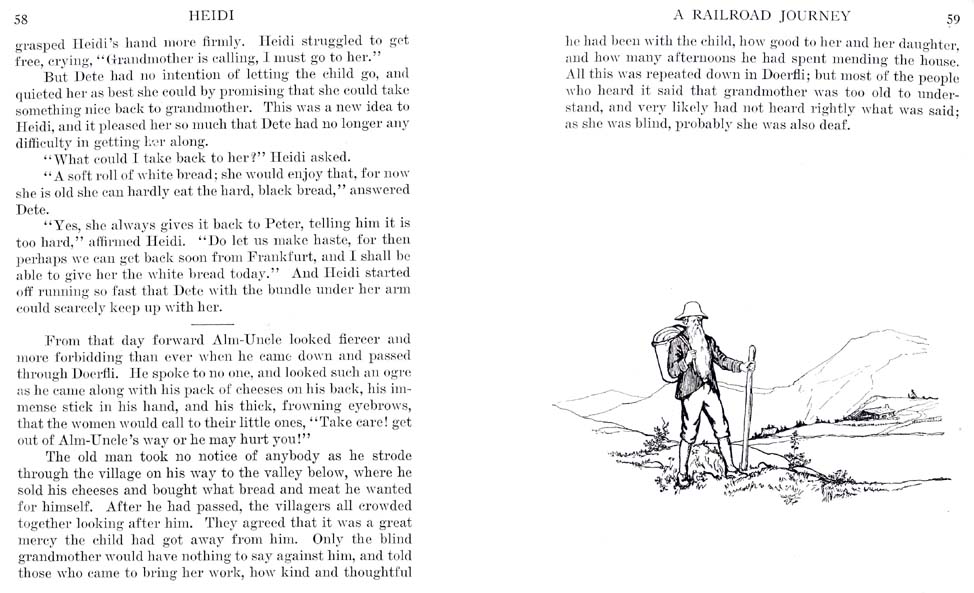 58
HEIDI
grasped Heidi's hand more firmly. Heidi struggled to get
free, crying, "Grandmother is calling, I must go to her."
But Dete had no intention of letting the child go, and
quieted her as best she could by promising that she could take
something nice back to grandmother. This was a new idea to
Heidi, and it pleased her so much that Dete had no longer any
difficulty in getting her along.
"What could I take back to her?" Heidi asked.
"A soft roll of white bread; she would enjoy that, for now
she is old she can hardly eat the hard, black bread," answered
Dete.
"Yes, she always gives it back to Peter, telling him it is
too hard," affirmed Heidi. "Do let us make haste, for then
perhaps we can get back soon from Frankfurt, and I shall be
able to give her the white bread today." And Heidi started
off running so fast that Dete with the bundle under her arm
could scarcely keep up with her.
From that day forward Alm-Uncle looked fiercer and
more forbidding than ever when he came down and passed
through Doerfli. He spoke to no one, and looked such an ogre
as he came along with his pack of cheeses on his back, his im-
mense stick in his hand, and his thick, frowning eyebrows,
that the women would call to their little ones, "Take care! get
out of Alm-Uncle's way or he may hurt you!"
The old man took no notice of anybody as he strode
through the village on his way to the valley below, where he
sold his cheeses and bought what bread and meat he wanted
for himself. After he had passed, the villagers all crowded
together looking after him. They agreed that it was a great
mercy the child had got away from him. Only the blind
grandmother would have nothing to say against him, and told
those who came to bring her work, how kind and thoughtful
A RAILROAD JOURNEY
59
he had been with the child, how good to her and her daughter,
and how many afternoons he had spent mending the house.
All this was repeated down in Doerfli; but most of the people
who heard it said that grandmother was too old to under-
stand, and very likely had not heard rightly what was said;
as she was blind, probably she was also deaf.